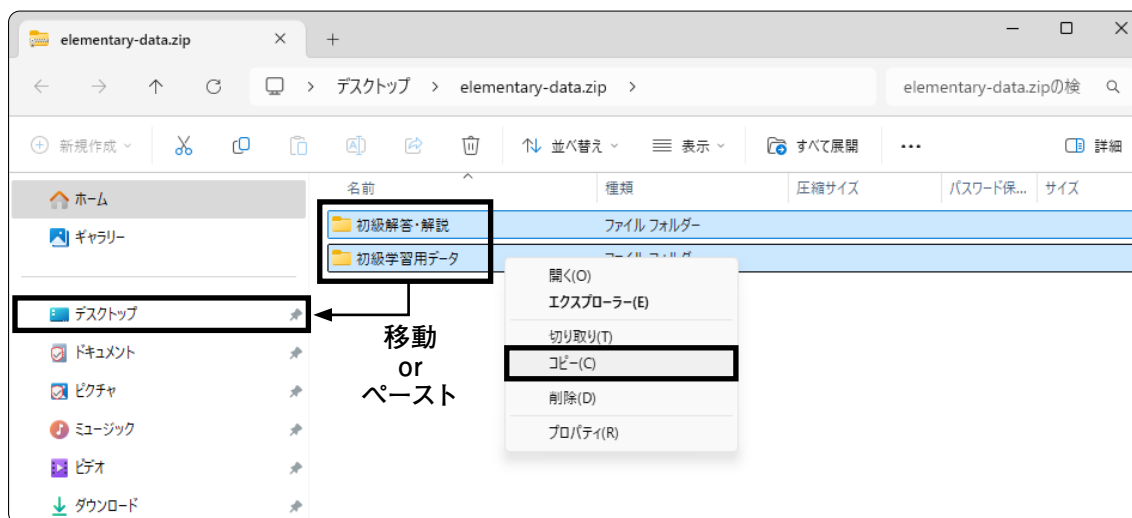 elementary-data.zip
デスクトップ > elementary-data.zip >
elementary-data.zipの検
新規作成
並べ替え
表示
すべて展開
詳細
名前 種類 圧縮サイズ パスワード保... サイズ
ホーム
ギャラリー
デスクトップ
ドキュメント
ピクチャ
ミュージック
ビデオ
ダウンロード
初級解答・解説 ファイル フォルダー
初級学習用データ
開く(O)
エクスプローラー(E)
切り取り(T)
コピー(C)
削除(D)
プロパティ(R)
移動
or
ペースト